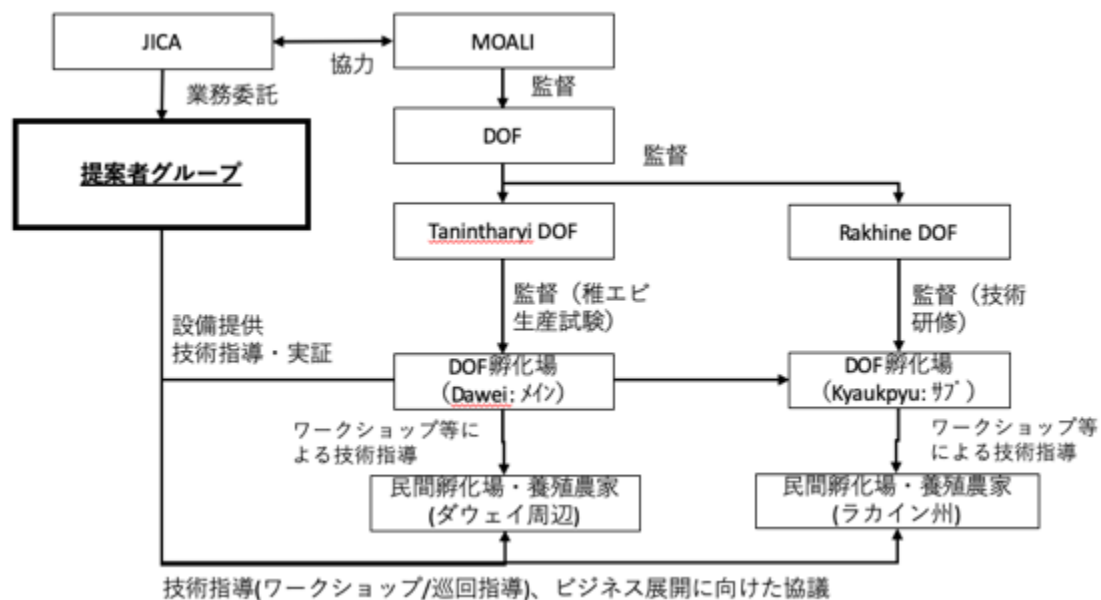 JICA
MOALI
協力
業務委託
監督
DOF
提案者グループ
監督
Tanintharyi DOF
Rakhine DOF
監督（稚エビ
生産試験）
監督（技術
研修）
設備提供
技術指導・実証
DOF孵化場
（Dawei: ﾒｲﾝ）
DOF孵化場
（Kyaukpyu: ｻﾌﾞ）
ワークショップ等に
よる技術指導
ワークショップ等
による技術指導
民間孵化場・養殖農家
(ダウェイ周辺)
民間孵化場・養殖農家
(ラカイン州)
技術指導(ワークショップ/巡回指導)、ビジネス展開に向けた協議